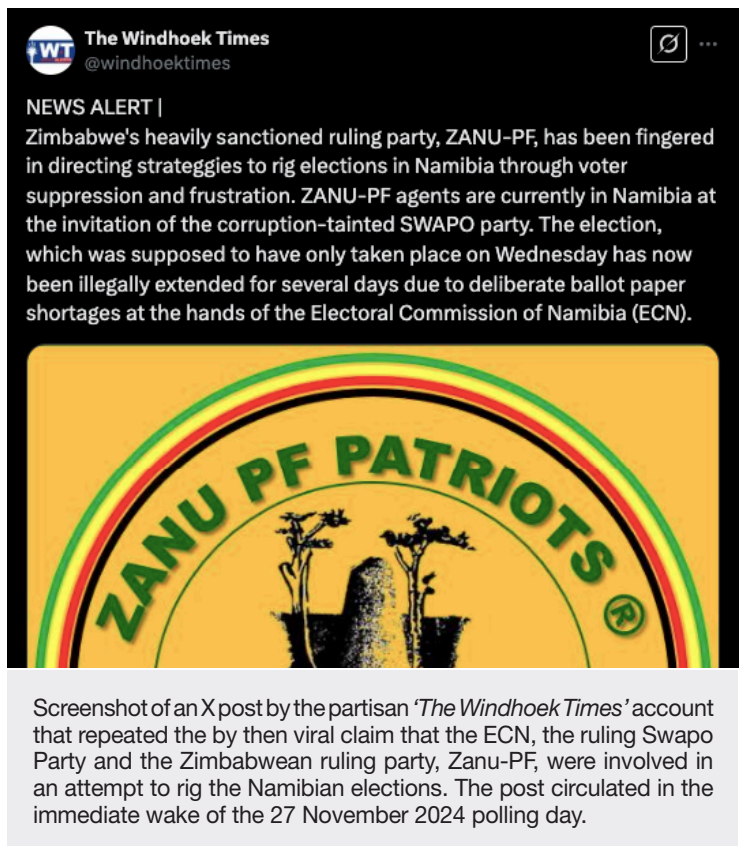 WT
The Windhoek Times
@windhoektimes
NEWS ALERT |
Zimbabwe's heavily sanctioned ruling party, ZANU-PF, has been fingered
in directing strateggies to rig elections in Namibia through voter
suppression and frustration. ZANU-PF agents are currently in Namibia at
the invitation of the corruption-tainted SWAPO party. The election,
which was supposed to have only taken place on Wednesday has now
been illegally extended for several days due to deliberate ballot paper
shortages at the hands of the Electoral Commission of Namibia (ECN).
ZANU PF PATRIOTS ®
Screenshot of an X post by the partisan ‘The Windhoek Times’ account
that repeated the by then viral claim that the ECN, the ruling Swapo
Party and the Zimbabwean ruling party, Zanu-PF, were involved in
an attempt to rig the Namibian elections. The post circulated in the
immediate wake of the 27 November 2024 polling day.